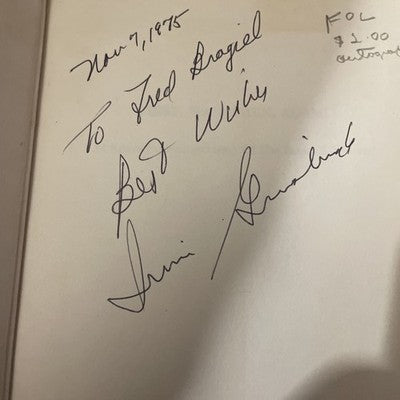 Nov 7, 1975
To Fred Bragiel
Best Wishes
FOL
$1.00
autograph